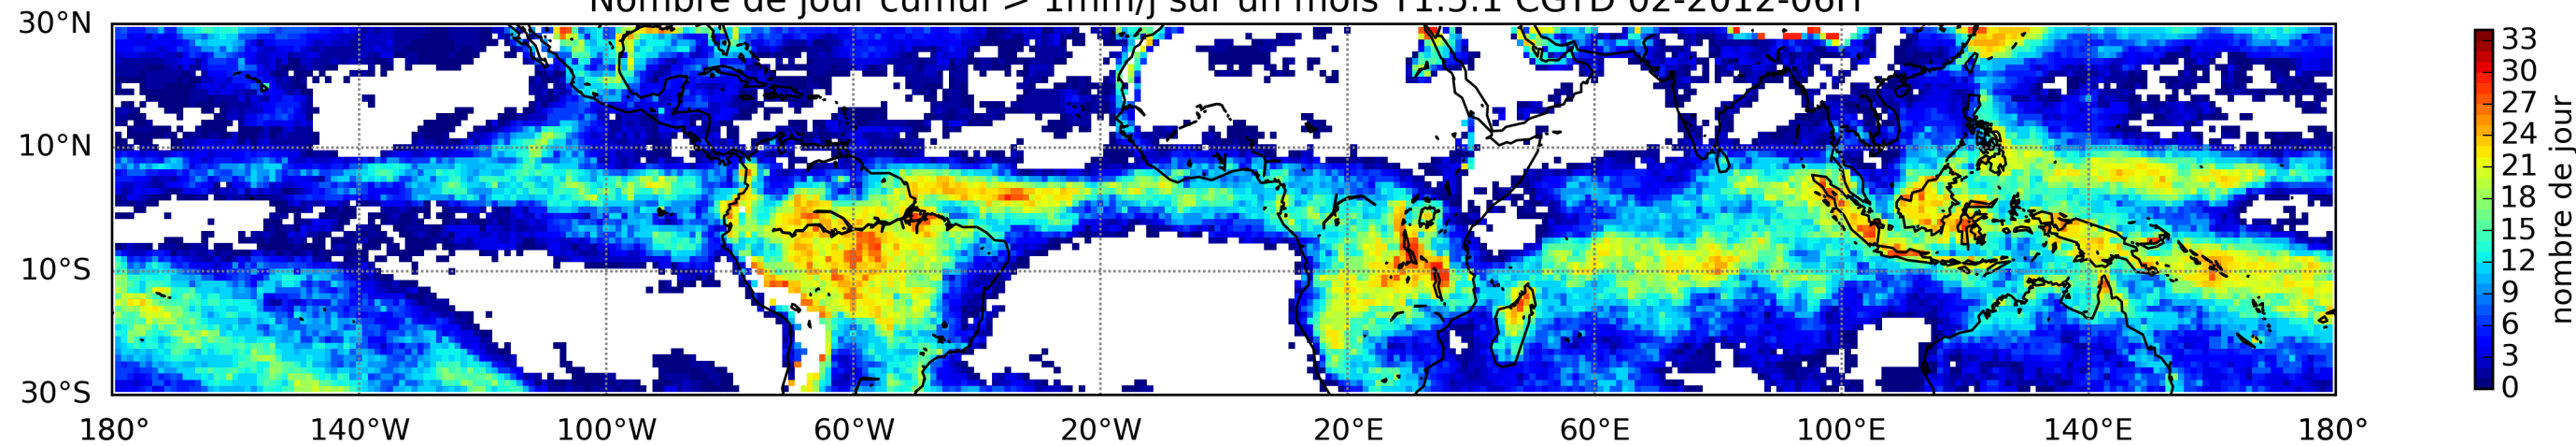 Nombre de jour cumul > 1mm/j sur un mois T1.5.1 CGTD 02-2012-06H
30°N
10°N
10°S
30°S
180° 140°W 100°W 60°W 20°W 20°E 60°E 100°E 140°E 180°
33
30
27
24
21
18
15
12
9
6
3
0
nombre de jour